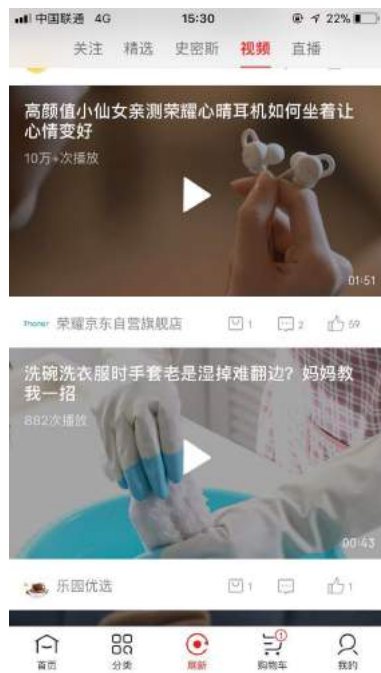 中国联通 4G 15:30 22%
关注 精选 史密斯 视频 直播
高颜值小仙女亲测荣耀心晴耳机如何坐着让
心情变好
10万+次播放
01:51
honor 荣耀京东自营旗舰店 1 2 59
洗碗洗衣服时手套老是湿掉难翻边？妈妈教
我一招
882次播放
00:43
乐园优选 1 1
1
首页 分类 刷新 购物车 我的